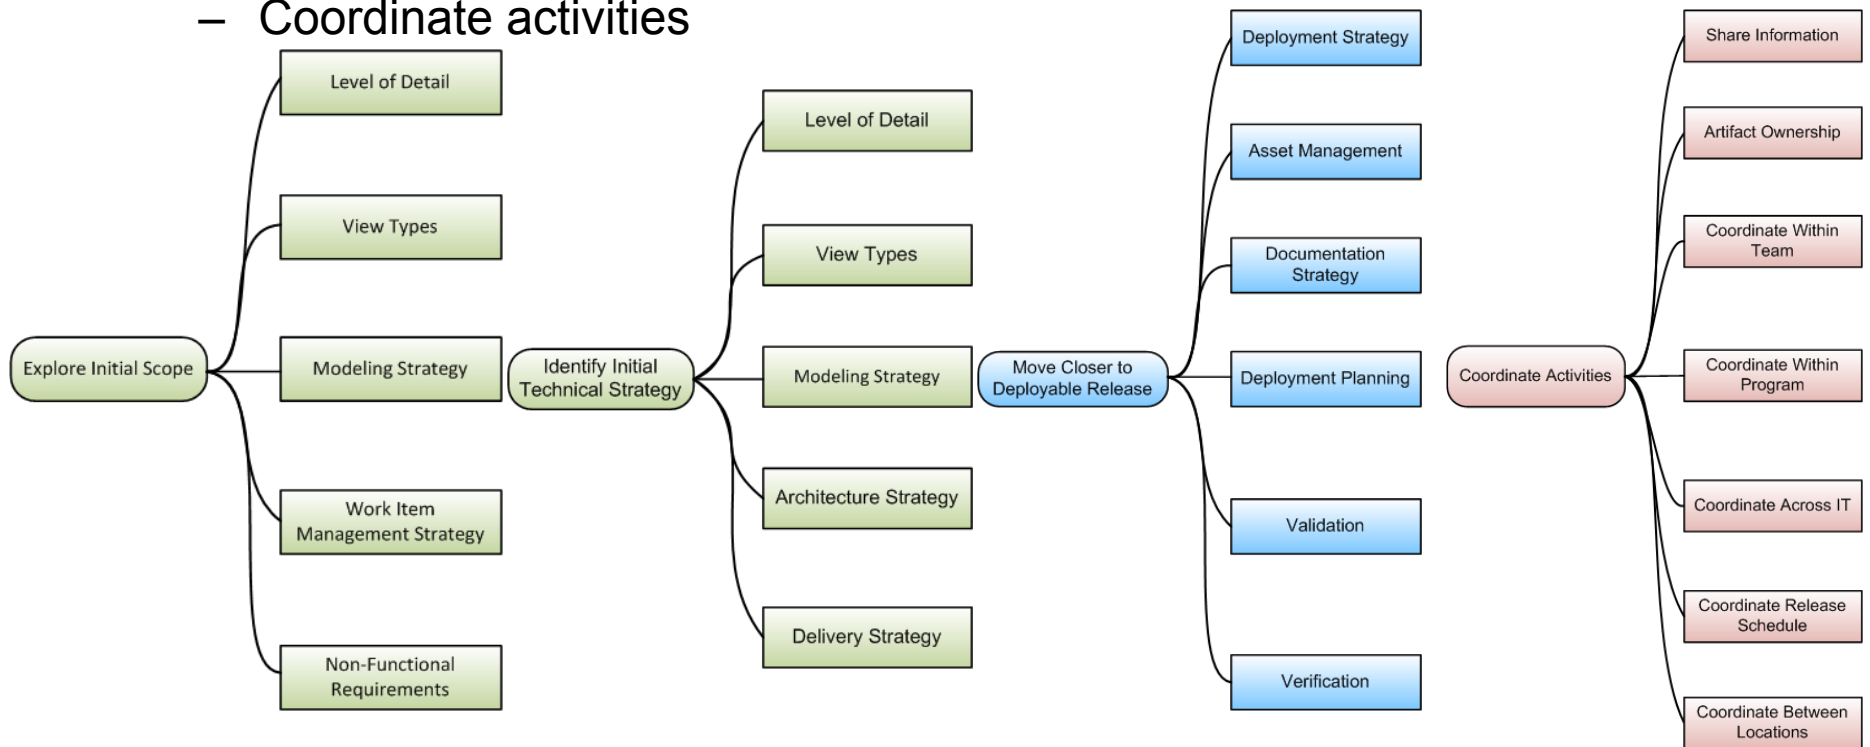 – Coordinate activities
Explore Initial Scope
Level of Detail
View Types
Modeling Strategy
Work Item
Management Strategy
Non-Functional
Requirements
Identify Initial
Technical Strategy
Level of Detail
View Types
Modeling Strategy
Architecture Strategy
Delivery Strategy
Move Closer to
Deployable Release
Deployment Strategy
Asset Management
Documentation
Strategy
Deployment Planning
Validation
Verification
Coordinate Activities
Share Information
Artifact Ownership
Coordinate Within
Team
Coordinate Within
Program
Coordinate Across IT
Coordinate Release
Schedule
Coordinate Between
Locations